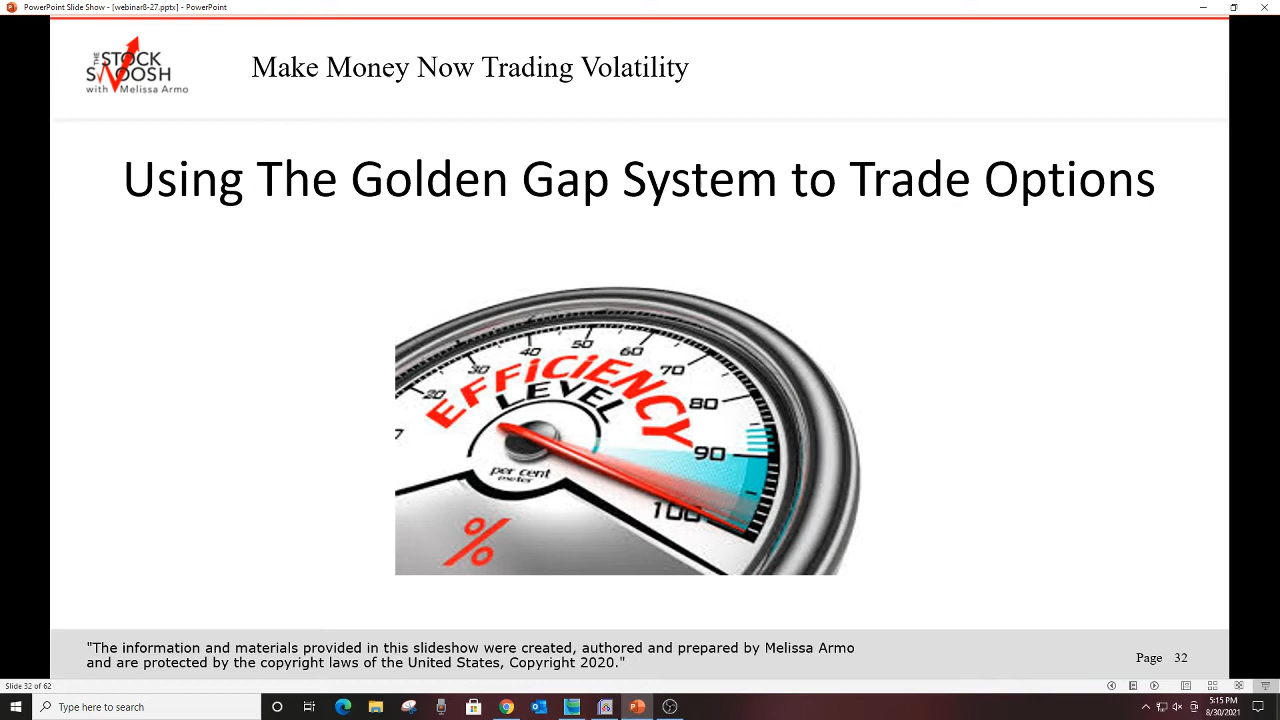 PowerPoint Slide Show - [webinar8-27.pptx] - PowerPoint
THE
STOCK
SWOOSH
with Melissa Armo
Make Money Now Trading Volatility
Using The Golden Gap System to Trade Options
20
30
40
50
60
70
80
90
100
EFFiCiENCY
LEVEL
per cent
meter
%
"The information and materials provided in this slideshow were created, authored and prepared by Melissa Armo
and are protected by the copyright laws of the United States, Copyright 2020."
Page 32
Slide 32 of 62
Type here to search
5:15 PM
8/30/2021